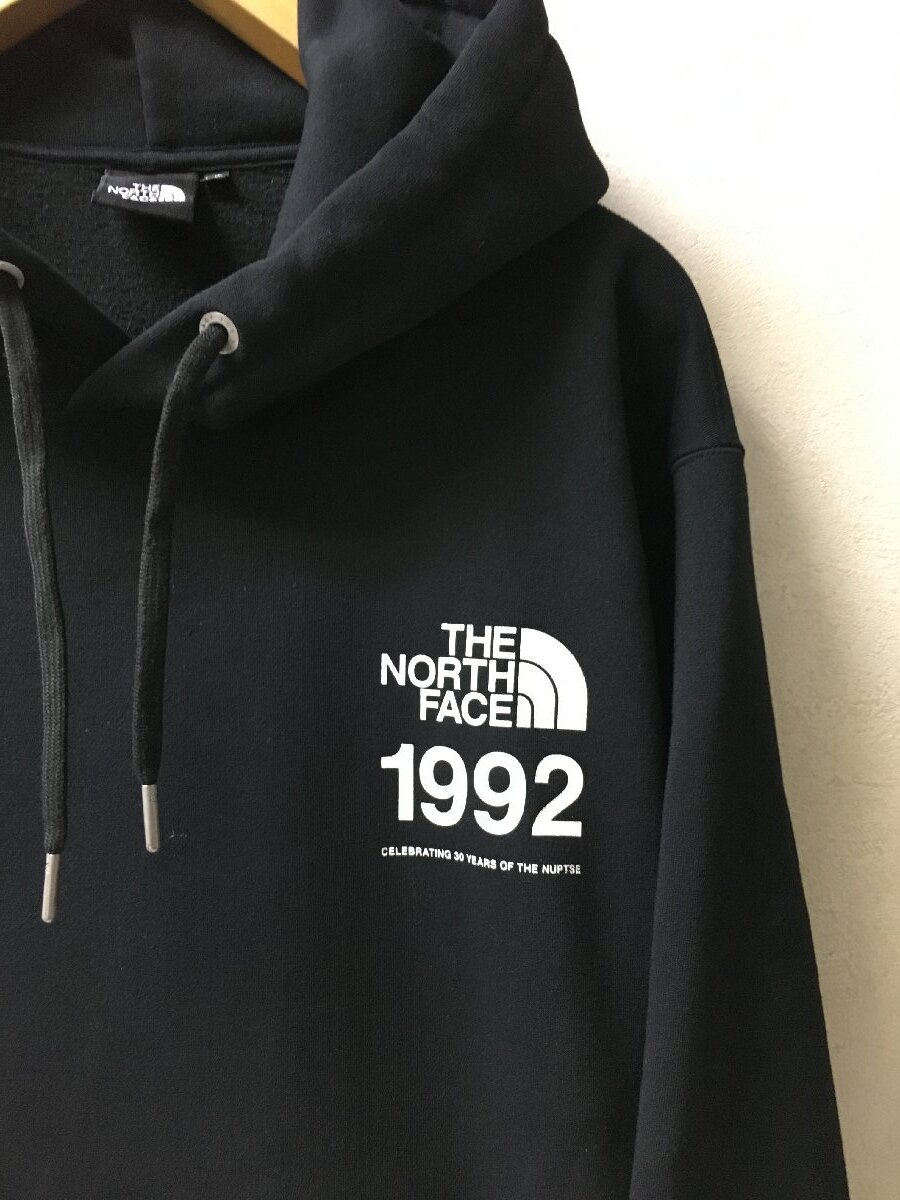 THE
NORTH
FACE
THE
NORTH
FACE
1992
CELEBRATING 30 YEARS OF THE NUPTSE